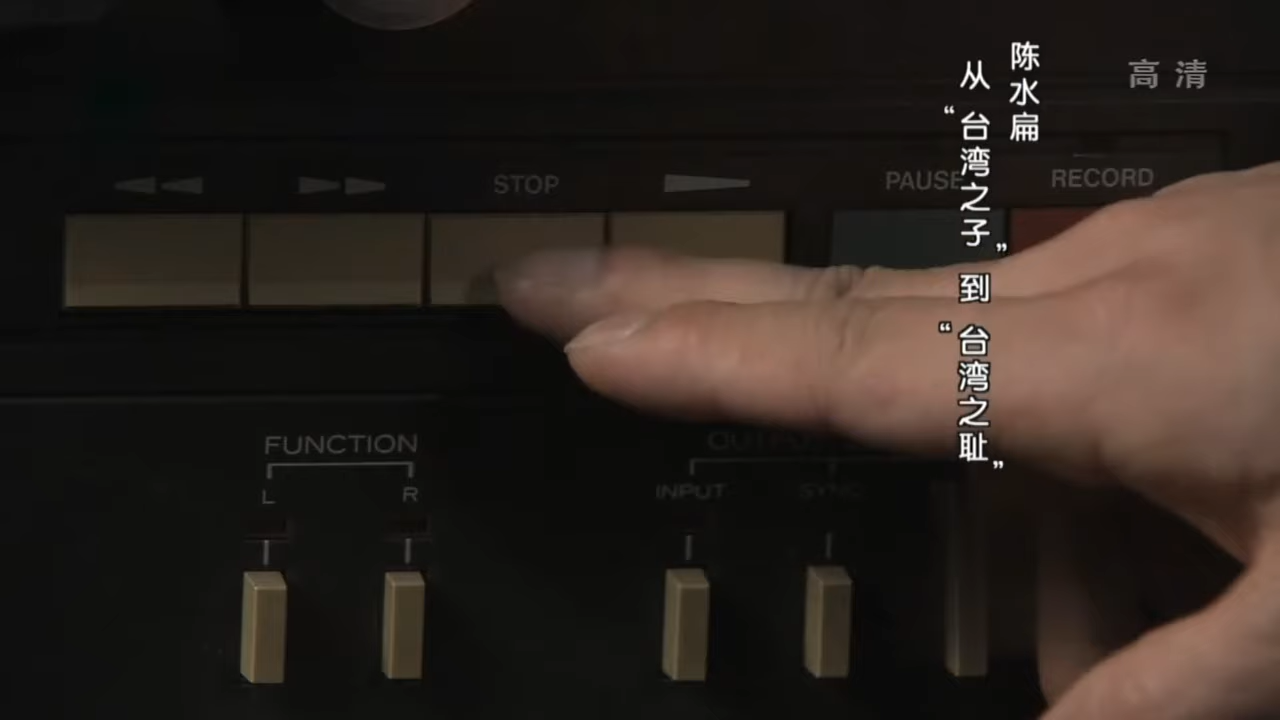 陈水扁
从“台湾之子”到“台湾之耻”
高清
STOP
PAUSE
RECORD
FUNCTION
L
R
INPUT
SYNC